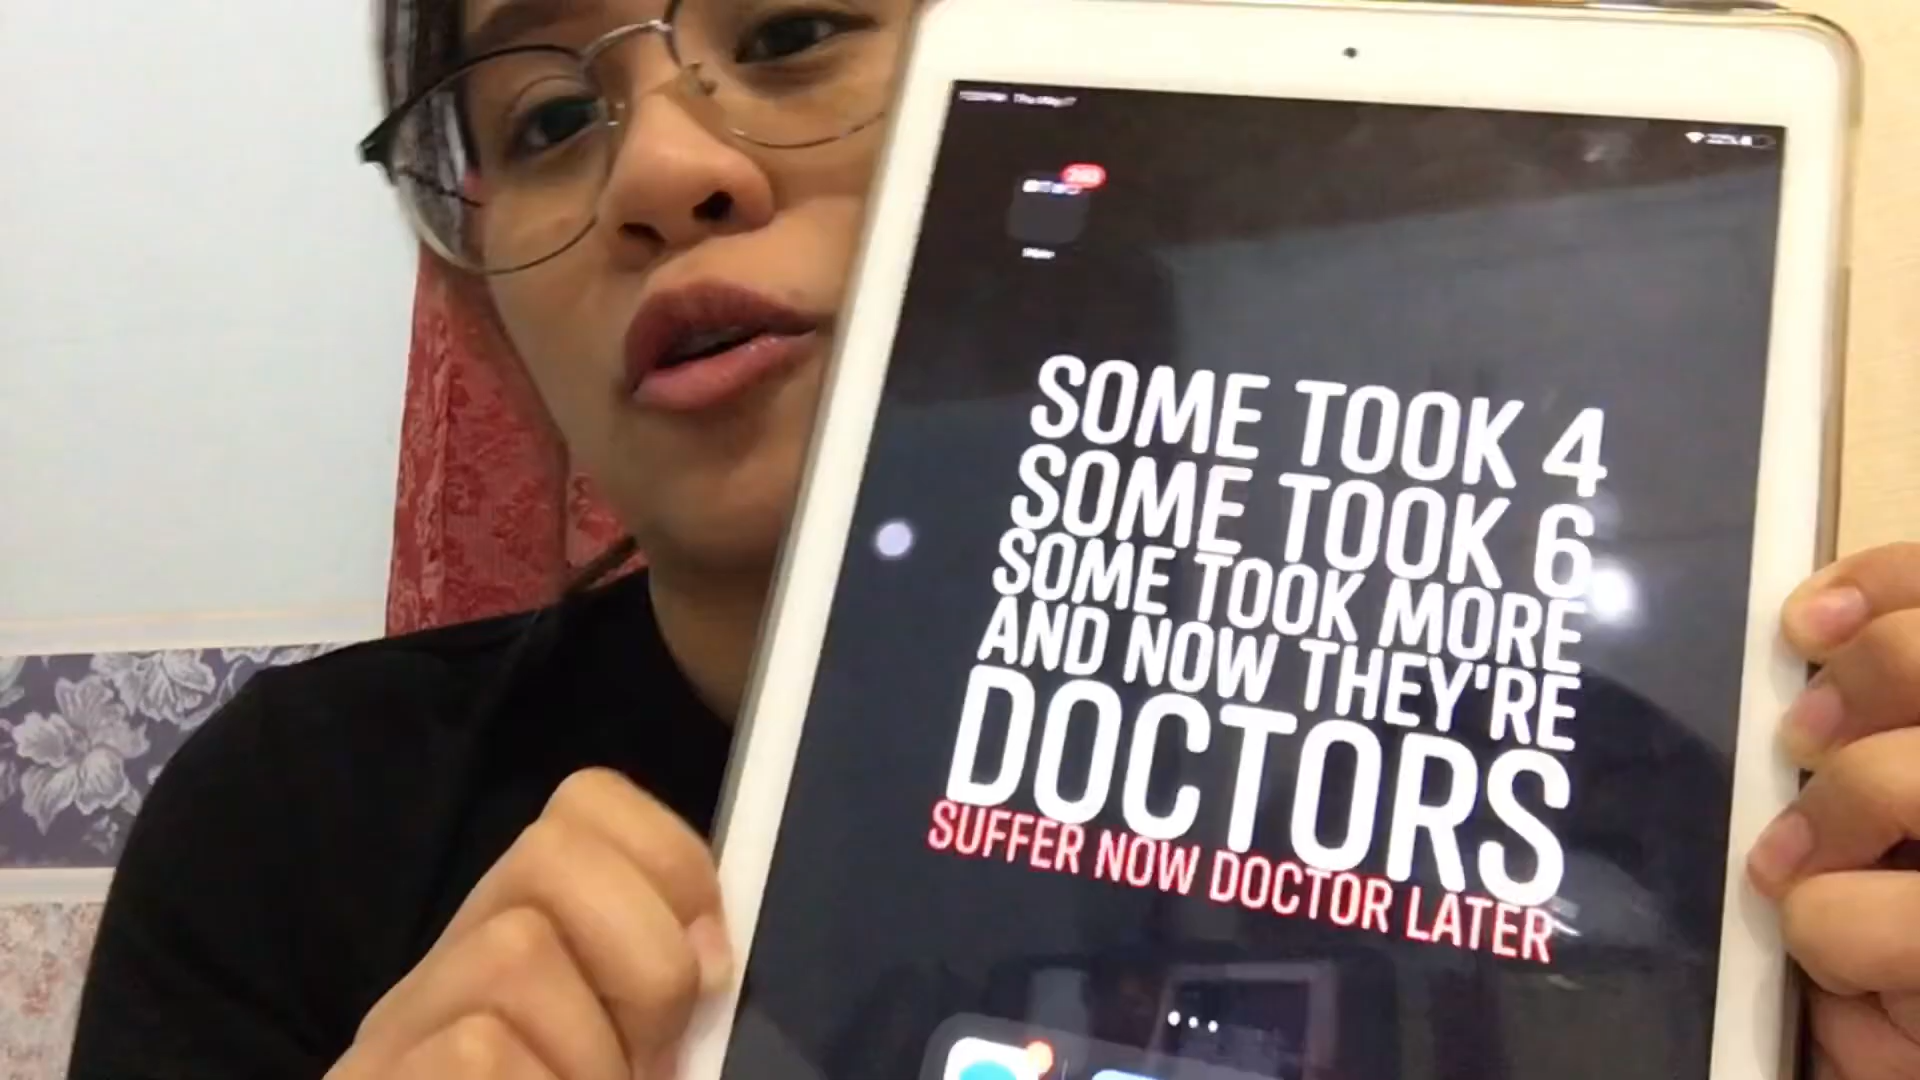 SOME TOOK 4
SOME TOOK 6
SOME TOOK MORE
AND NOW THEY'RE
DOCTORS
SUFFER NOW DOCTOR LATER